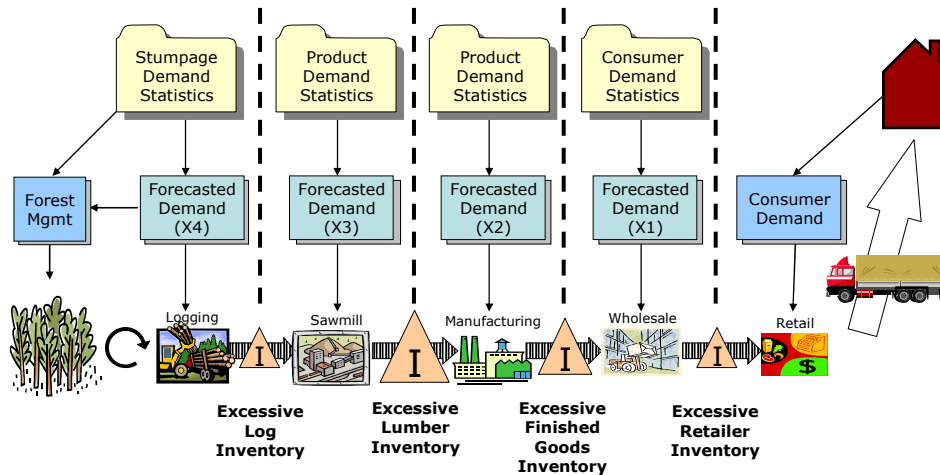 Stumpage
Demand
Statistics
Product
Demand
Statistics
Product
Demand
Statistics
Consumer
Demand
Statistics
Forest
Mgmt
Forecasted
Demand
(X4)
Forecasted
Demand
(X3)
Forecasted
Demand
(X2)
Forecasted
Demand
(X1)
Consumer
Demand
Logging
Sawmill
Manufacturing
Wholesale
Retail
I
I
I
I
$
Excessive
Log
Inventory
Excessive
Lumber
Inventory
Excessive
Finished
Goods
Inventory
Excessive
Retailer
Inventory